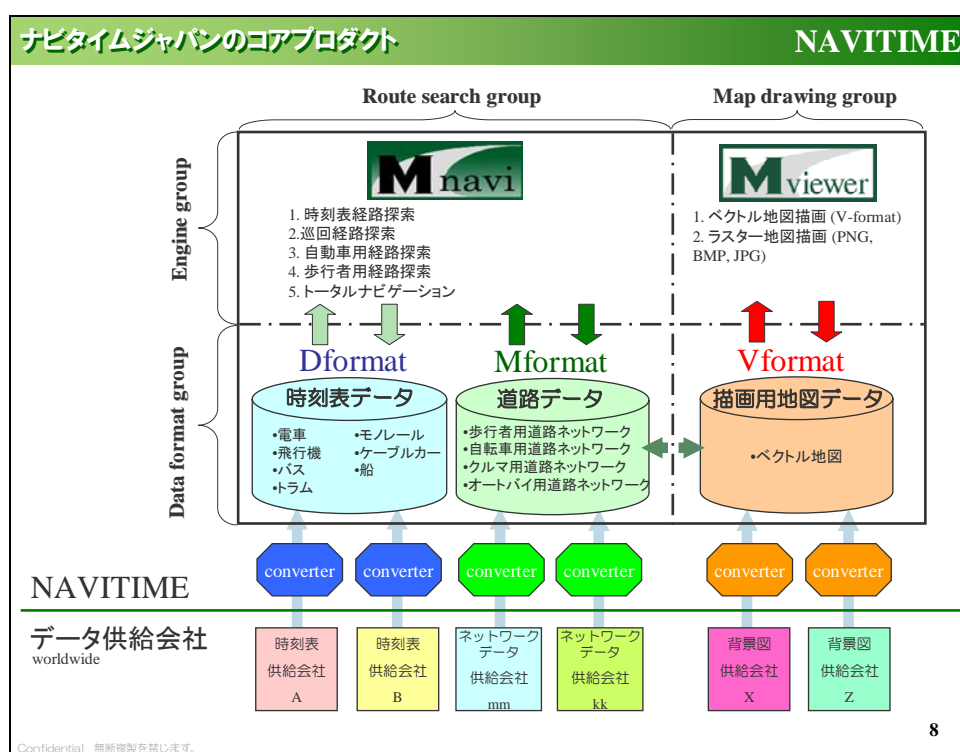 ナビタイムジャパンのコアプロダクト
NAVITIME
Route search group
Map drawing group
Engine group
Mnavi
1. 時刻表経路探索
2.巡回経路探索
3. 自動車用経路探索
4. 歩行者用経路探索
5. トータルナビゲーション
Mviewer
1. ベクトル地図描画 (V-format)
2. ラスター地図描画 (PNG,
BMP, JPG)
Data format group
Dformat
時刻表データ
•電車
•飛行機
•バス
•トラム
•モノレール
•ケーブルカー
•船
Mformat
道路データ
•歩行者用道路ネットワーク
•自転車用道路ネットワーク
•クルマ用道路ネットワーク
•オートバイ用道路ネットワーク
Vformat
描画用地図データ
•ベクトル地図
converter
converter
converter
converter
converter
converter
NAVITIME
データ供給会社
worldwide
時刻表
供給会社
A
時刻表
供給会社
B
ネットワーク
データ
供給会社
mm
ネットワーク
データ
供給会社
kk
背景図
供給会社
X
背景図
供給会社
Z
8
Confidential 無断複製を禁じます。